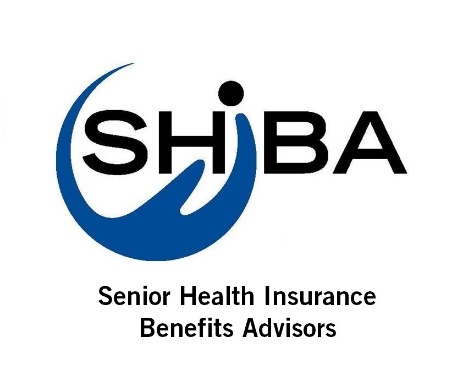 SHiBA
Senior Health Insurance
Benefits Advisors